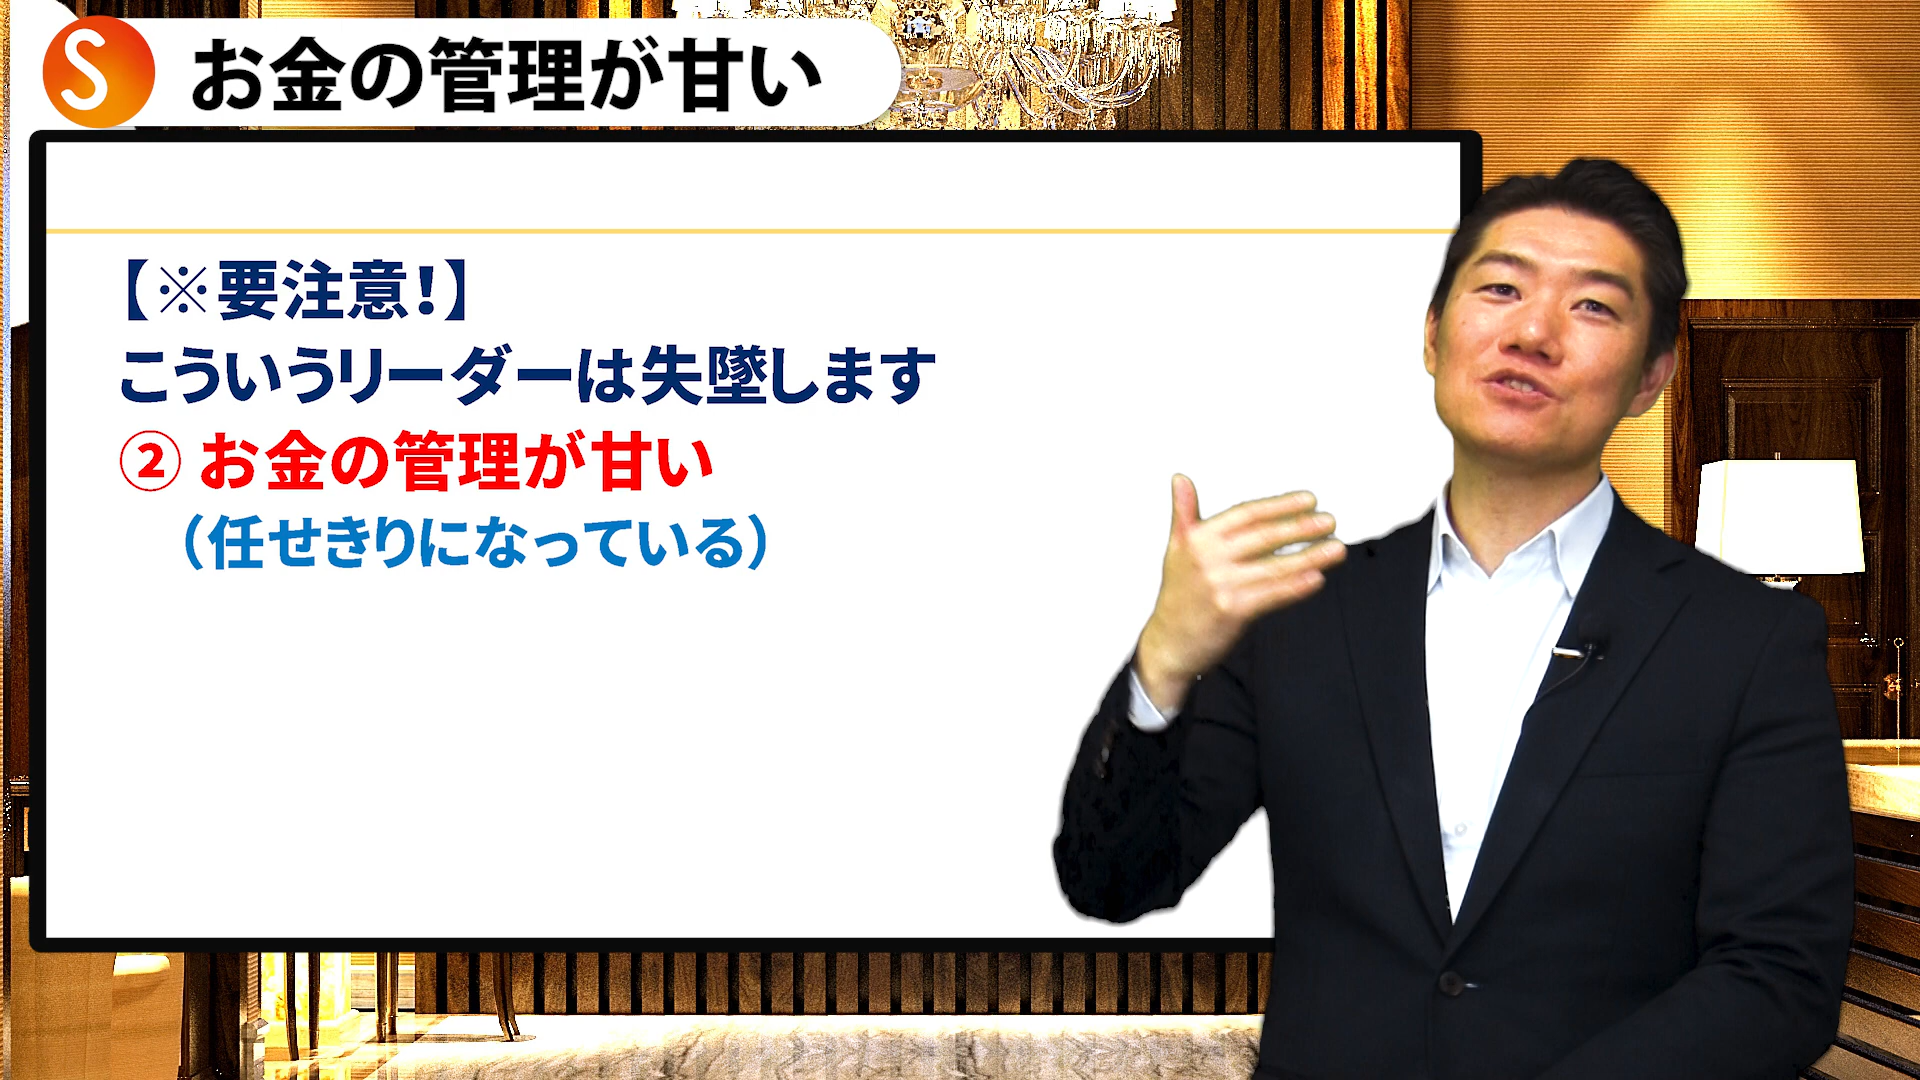 S お金の管理が甘い
【※要注意！】
こういうリーダーは失墜します
② お金の管理が甘い
（任せきりになっている）